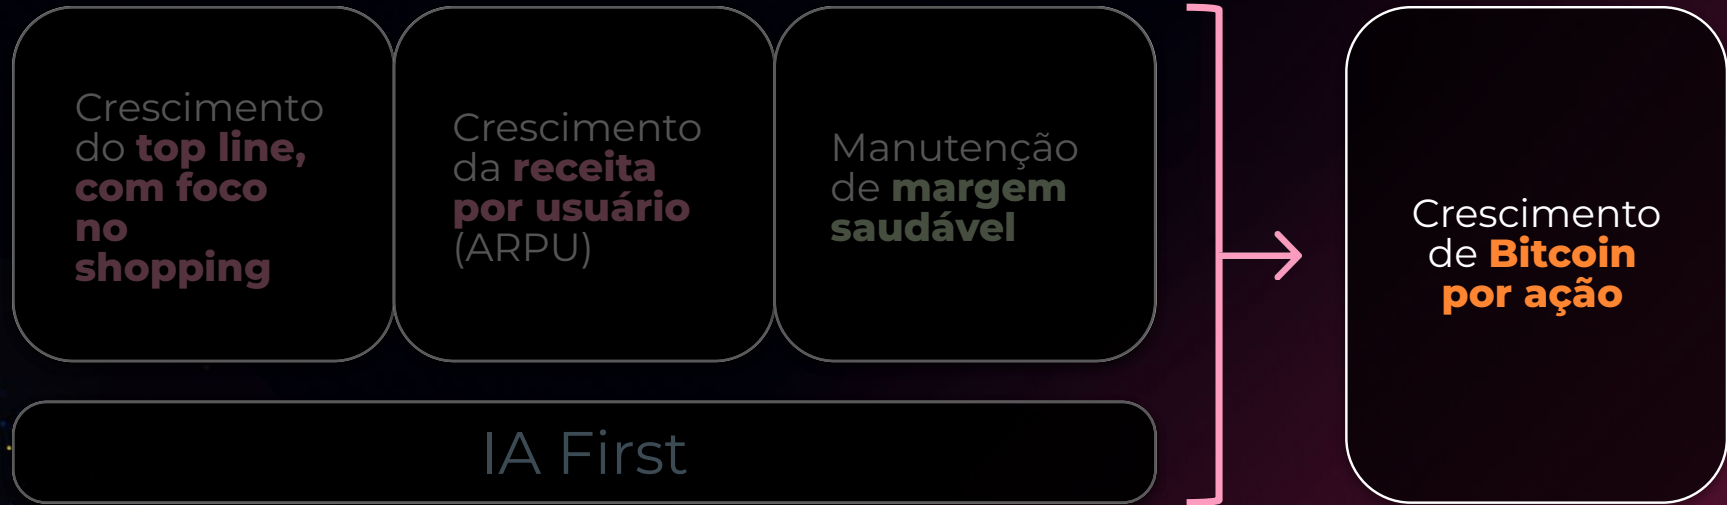 Crescimento
do top line,
com foco
no
shopping
Crescimento
da receita
por usuário
(ARPU)
Manutenção
de margem
saudável
IA First
Crescimento
de Bitcoin
por ação